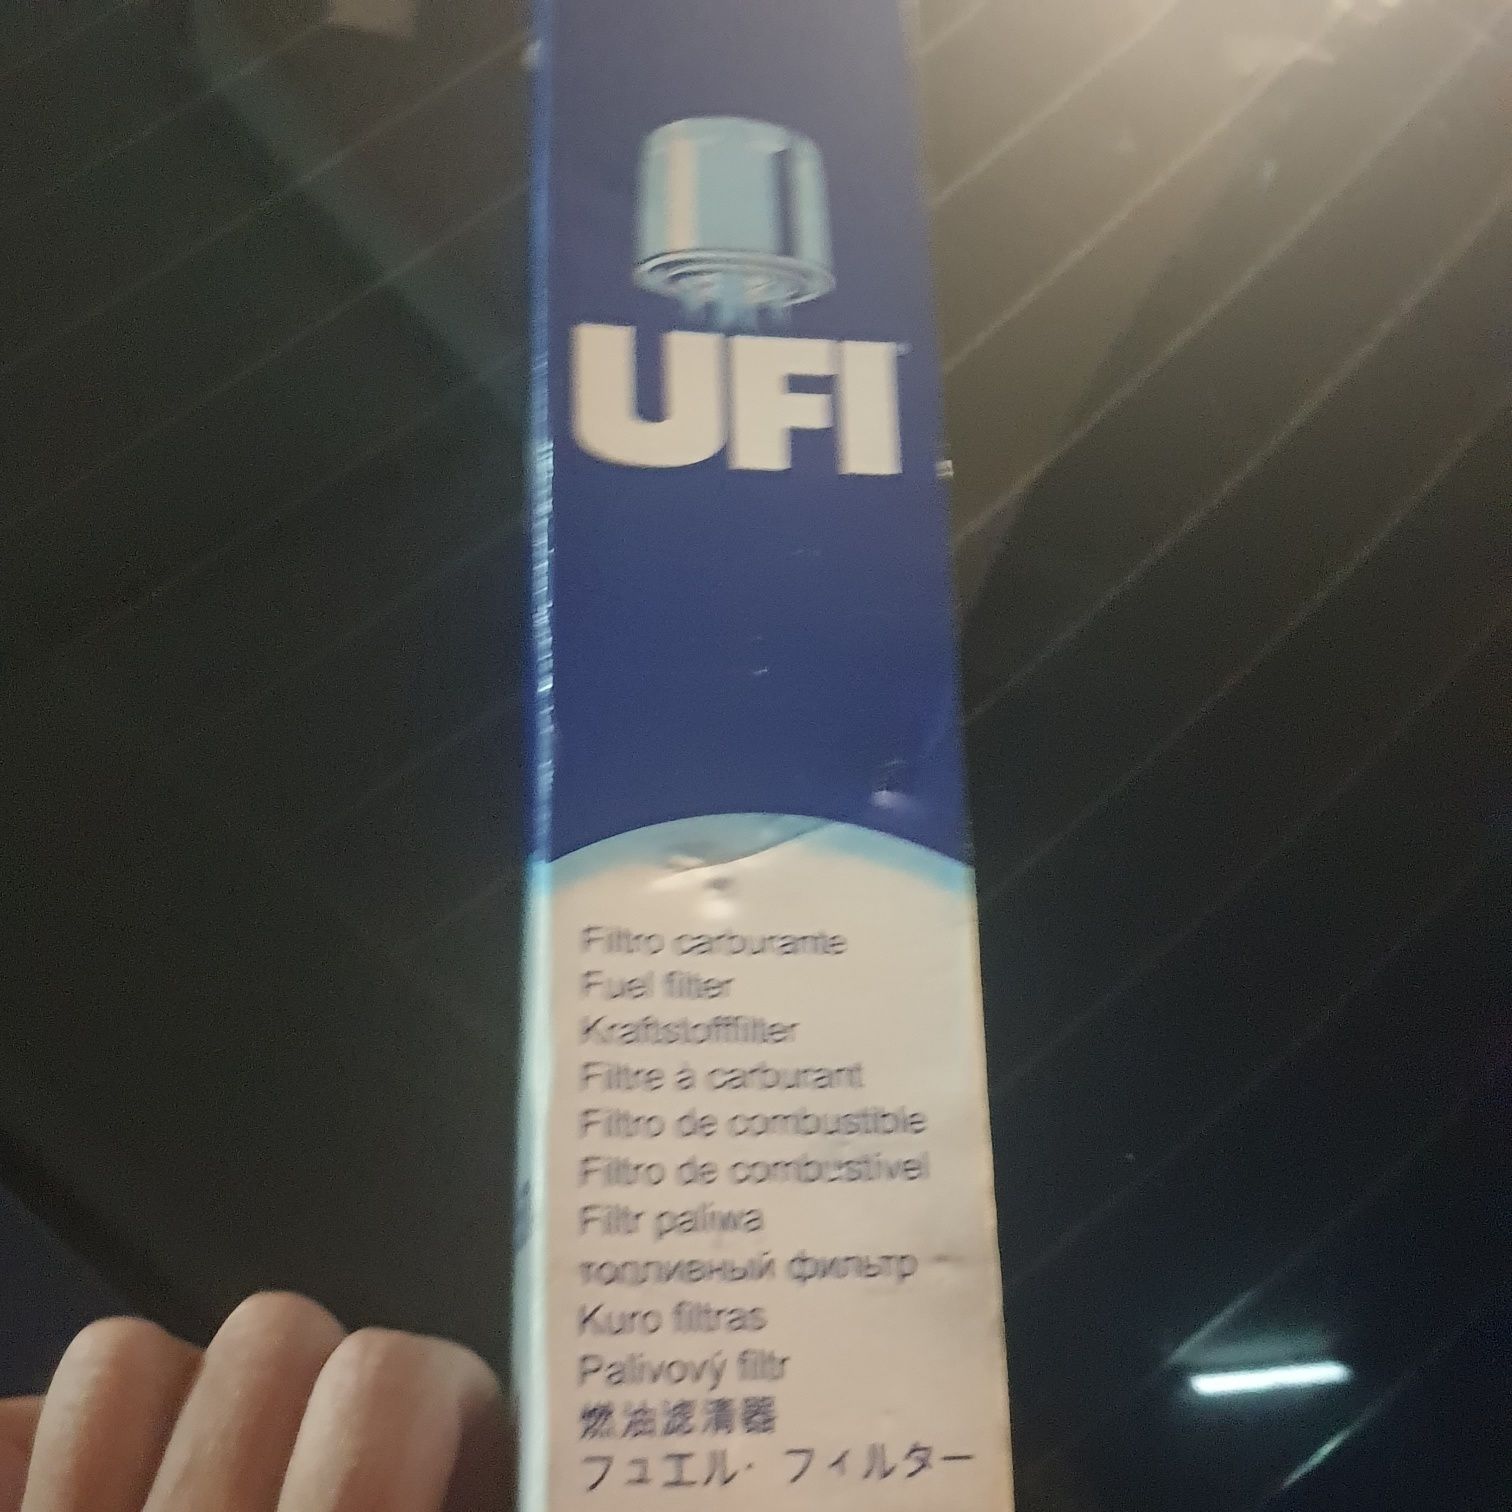 UFI
Filtro carburante
Fuel filter
Kraftstofffilter
Filtre à carburant
Filtro de combustible
Filtro de combustível
Filtr paliwa
топливный фильтр
Kuro filtras
Palivový filtr
燃油滤清器
フュエル・フィルター